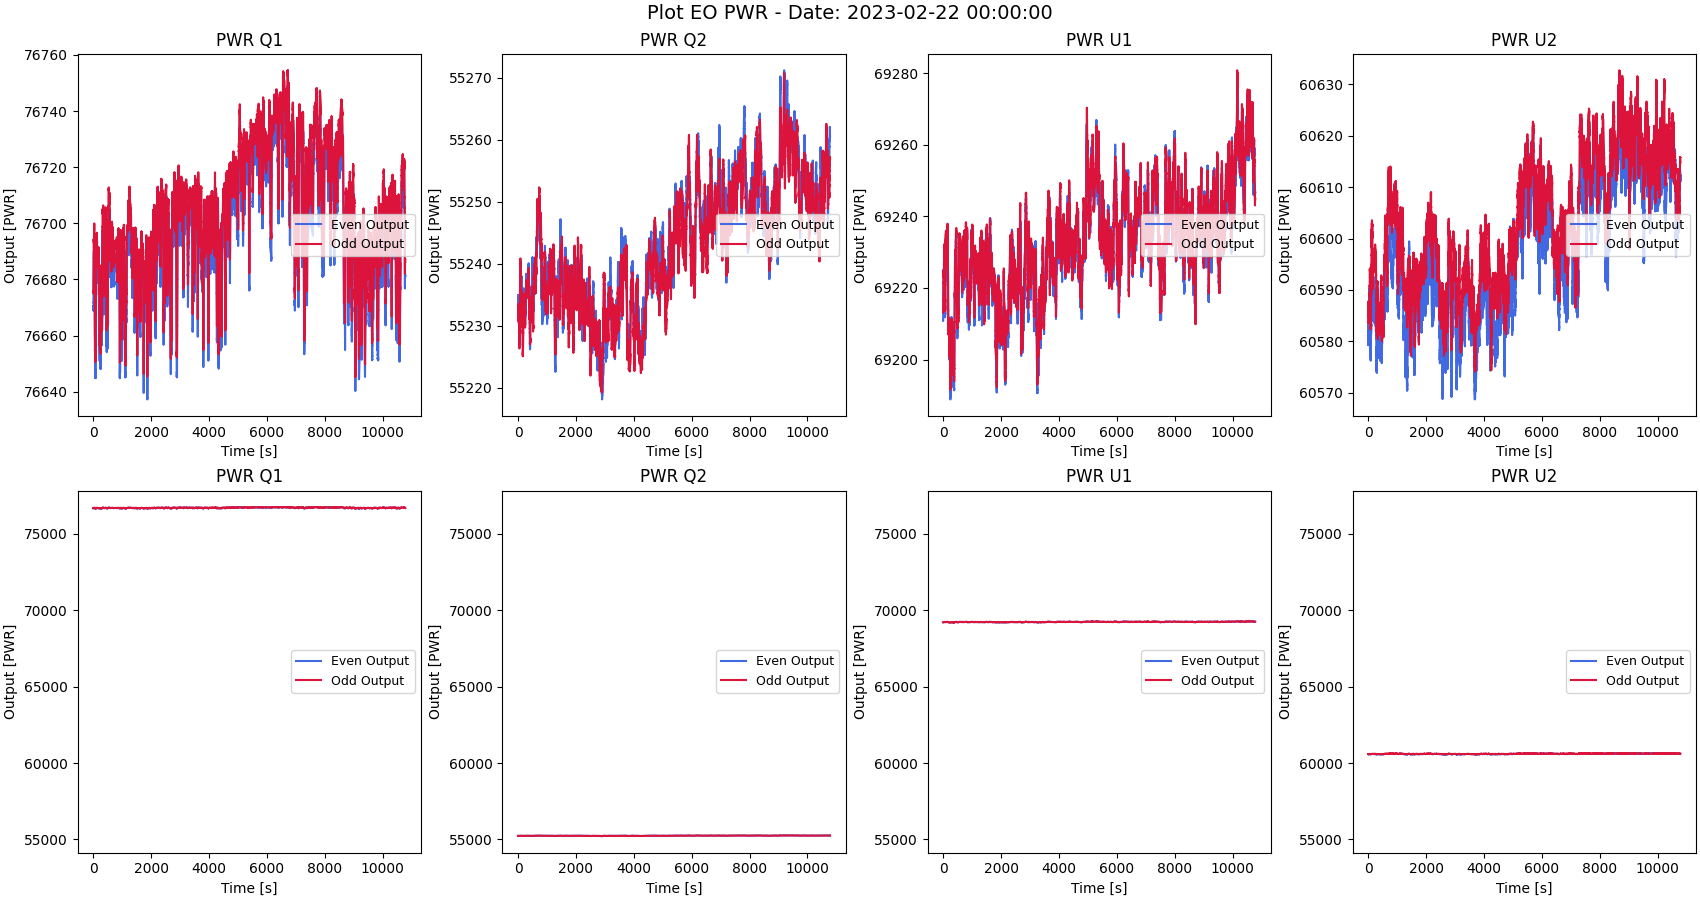 Plot EO PWR - Date: 2023-02-22 00:00:00
PWR Q1
Output [PWR]
76760
76740
76720
76700
76680
76660
76640
0 2000 4000 6000 8000 10000
Time [s]
Even Output
Odd Output
PWR Q2
Output [PWR]
55270
55260
55250
55240
55230
55220
0 2000 4000 6000 8000 10000
Time [s]
Even Output
Odd Output
PWR U1
Output [PWR]
69280
69260
69240
69220
69200
0 2000 4000 6000 8000 10000
Time [s]
Even Output
Odd Output
PWR U2
Output [PWR]
60630
60620
60610
60600
60590
60580
60570
0 2000 4000 6000 8000 10000
Time [s]
Even Output
Odd Output
PWR Q1
Output [PWR]
75000
70000
65000
60000
55000
0 2000 4000 6000 8000 10000
Time [s]
Even Output
Odd Output
PWR Q2
Output [PWR]
75000
70000
65000
60000
55000
0 2000 4000 6000 8000 10000
Time [s]
Even Output
Odd Output
PWR U1
Output [PWR]
75000
70000
65000
60000
55000
0 2000 4000 6000 8000 10000
Time [s]
Even Output
Odd Output
PWR U2
Output [PWR]
75000
70000
65000
60000
55000
0 2000 4000 6000 8000 10000
Time [s]
Even Output
Odd Output